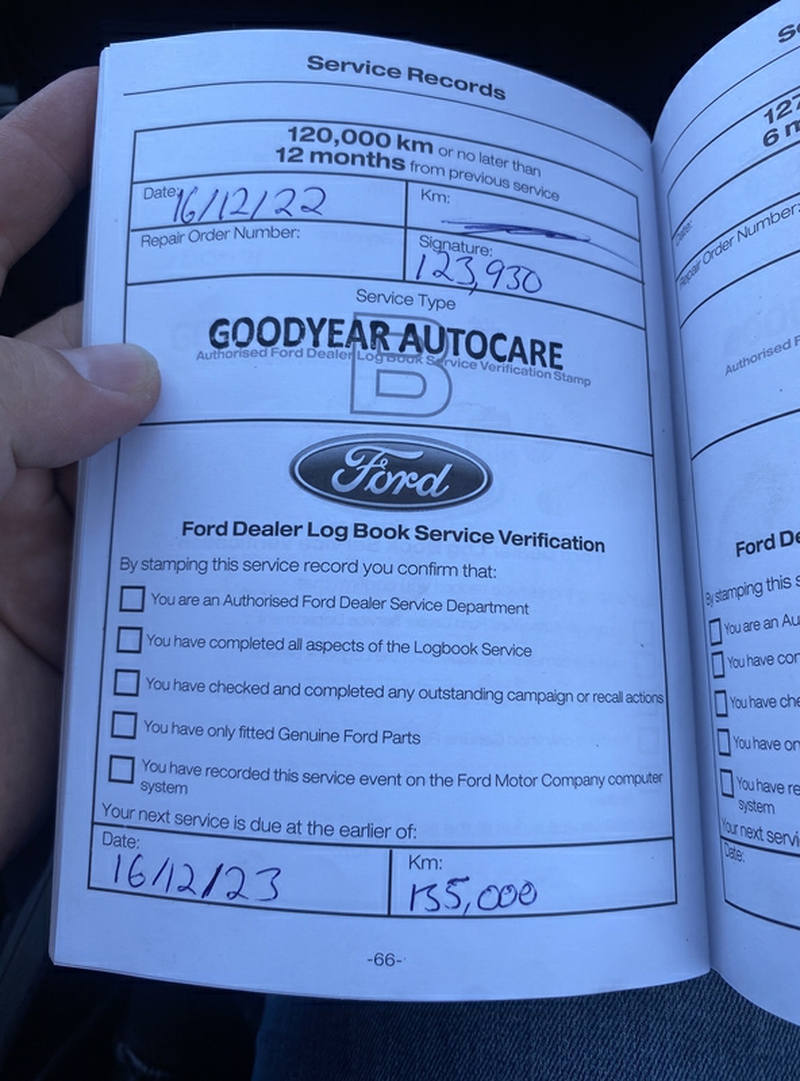 Service Records
120,000 km or no later than
12 months from previous service
Date: 16/12/22
Km:
Repair Order Number:
Signature:
123,930
Service Type
B
GOODYEAR AUTOCARE
Authorised Ford Dealer Log Book Service Verification Stamp
Ford
Ford Dealer Log Book Service Verification
By stamping this service record you confirm that:
You are an Authorised Ford Dealer Service Department
You have completed all aspects of the Logbook Service
You have checked and completed any outstanding campaign or recall actions
You have only fitted Genuine Ford Parts
You have recorded this service event on the Ford Motor Company computer
system
Your next service is due at the earlier of:
Date:
16/12/23
Km:
135,000
-66-
Se
127
6 m
Date:
Repair Order Number:
Authorised F
Ford De
By stamping this s
You are an Au
You have con
You have che
You have on
You have re
system
Your next servi
Date: